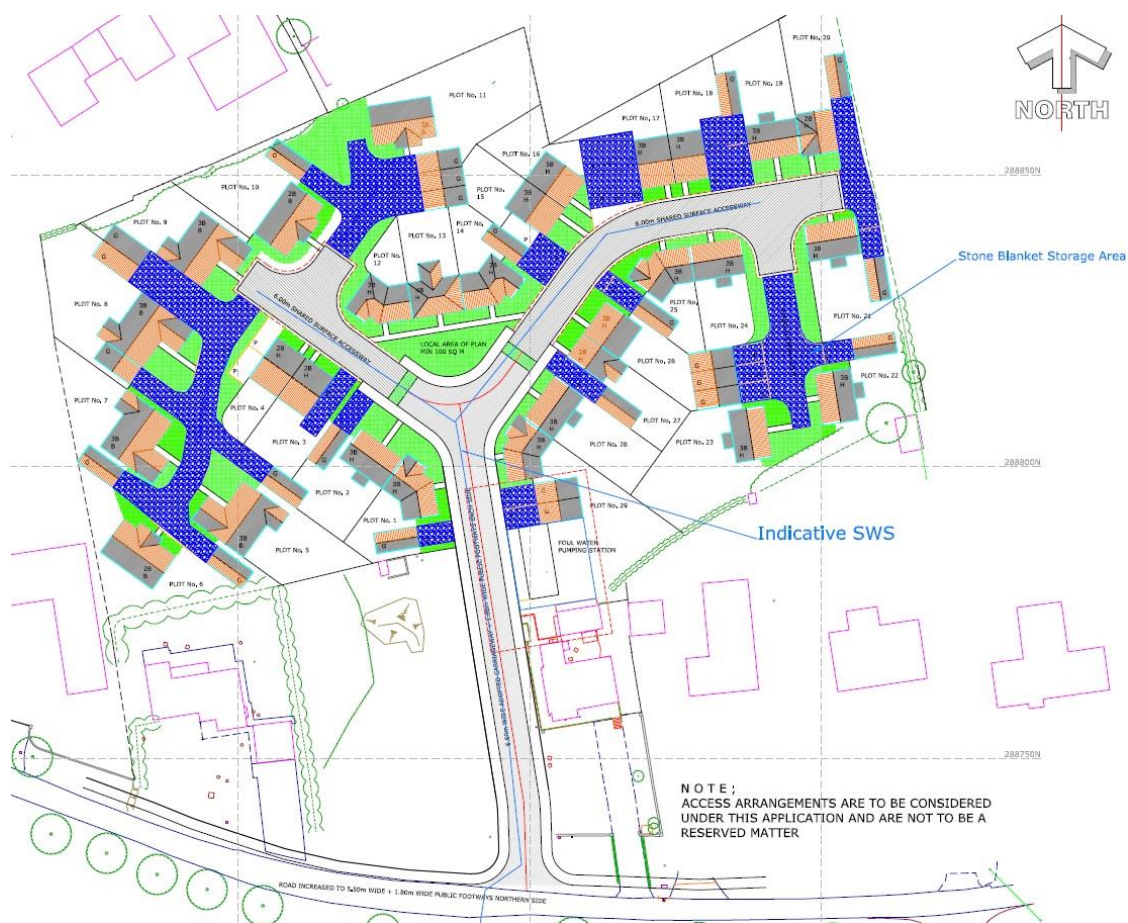 PLOT No. 20
PLOT No. 19
PLOT No. 18
PLOT No. 17
PLOT No. 11
NORTH
PLOT No. 16
PLOT No. 15
PLOT No. 14
PLOT No. 13
PLOT No. 12
PLOT No. 10
PLOT No. 9
PLOT No. 8
PLOT No. 7
288850N
6.00m SHARED SURFACE ACCESSWAY
Stone Blanket Storage Area
6.00m SHARED SURFACE ACCESSWAY
LOCAL AREA OF PLAN
MIN 100 SQ M
PLOT No. 25
PLOT No. 24
PLOT No. 21
PLOT No. 22
PLOT No. 26
PLOT No. 27
PLOT No. 28
PLOT No. 23
PLOT No. 4
PLOT No. 3
PLOT No. 2
PLOT No. 1
PLOT No. 5
PLOT No. 6
PLOT No. 29
288800N
Indicative SWS
FOUL WATER
PUMPING STATION
288750N
NOTE;
ACCESS ARRANGEMENTS ARE TO BE CONSIDERED
UNDER THIS APPLICATION AND ARE NOT TO BE A
RESERVED MATTER
ROAD INCREASED TO 5.50m WIDE + 1.80m WIDE PUBLIC FOOTWAYS NORTHERN SIDE